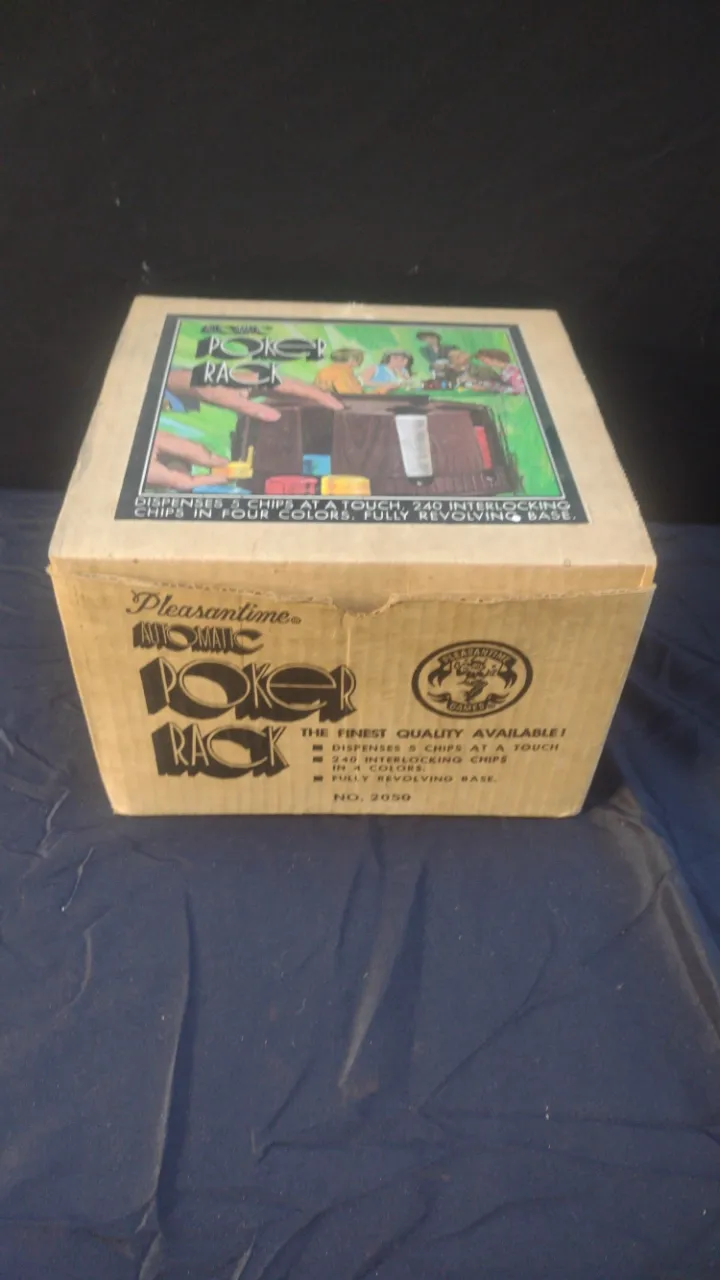 AUTOMATIC
POKER
RACK
DISPENSES 5 CHIPS AT A TOUCH, 240 INTERLOCKING
CHIPS IN FOUR COLORS. FULLY REVOLVING BASE.
Pleasantime®
AUTOMATIC
POKER
RACK
PLEASANTIME
GAMES
THE FINEST QUALITY AVAILABLE!
■ DISPENSES 5 CHIPS AT A TOUCH
■ 240 INTERLOCKING CHIPS
IN 4 COLORS.
■ FULLY REVOLVING BASE.
NO. 2050